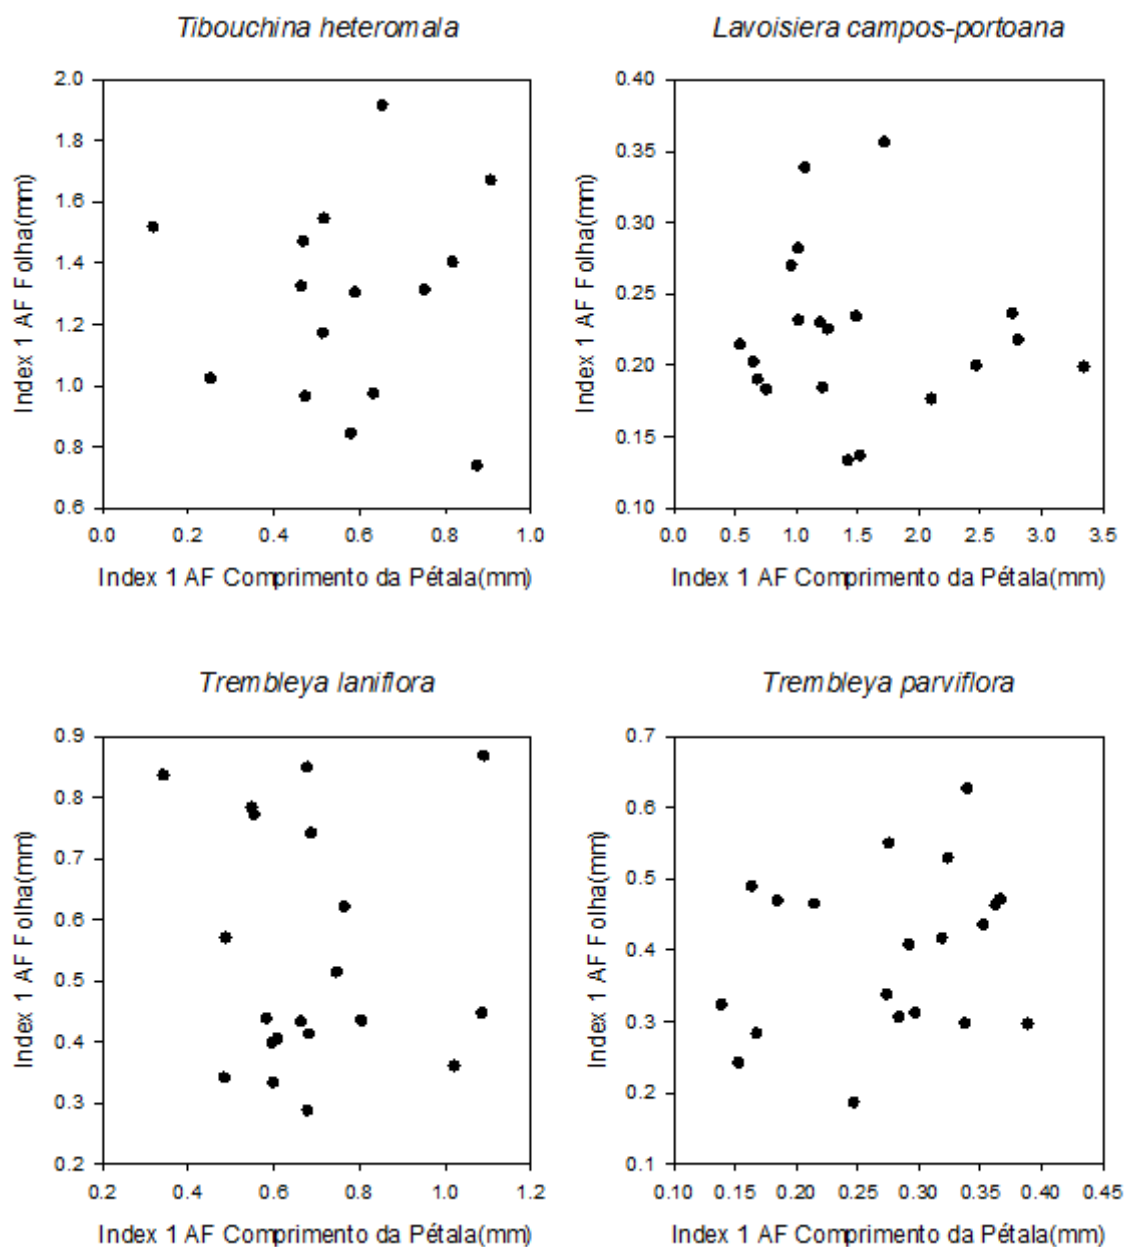 Tibouchina heteromala
Lavoisiera campos-portoana
2.0
1.8
1.6
1.4
1.2
1.0
0.8
0.6
Index 1 AF Folha(mm)
0.0 0.2 0.4 0.6 0.8 1.0
Index 1 AF Comprimento da Pétala(mm)
0.40
0.35
0.30
0.25
0.20
0.15
0.10
Index 1 AF Folha(mm)
0.0 0.5 1.0 1.5 2.0 2.5 3.0 3.5
Index 1 AF Comprimento da Pétala(mm)
Trembleya laniflora
Trembleya parviflora
0.9
0.8
0.7
0.6
0.5
0.4
0.3
0.2
Index 1 AF Folha(mm)
0.2 0.4 0.6 0.8 1.0 1.2
Index 1 AF Comprimento da Pétala(mm)
0.7
0.6
0.5
0.4
0.3
0.2
0.1
Index 1 AF Folha(mm)
0.10 0.15 0.20 0.25 0.30 0.35 0.40 0.45
Index 1 AF Comprimento da Pétala(mm)